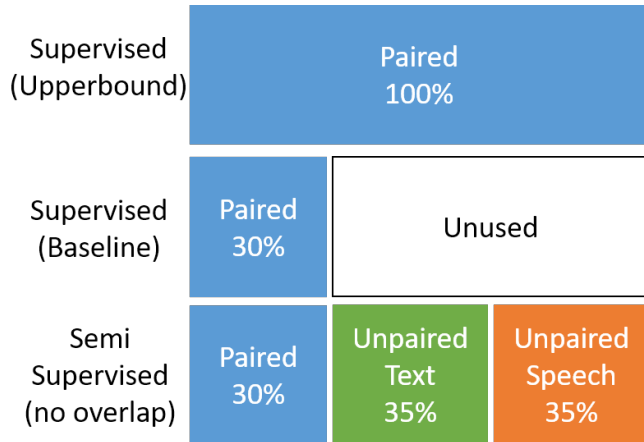 Supervised
(Upperbound)
Paired
100%
Supervised
(Baseline)
Paired
30%
Unused
Semi
Supervised
(no overlap)
Paired
30%
Unpaired
Text
35%
Unpaired
Speech
35%